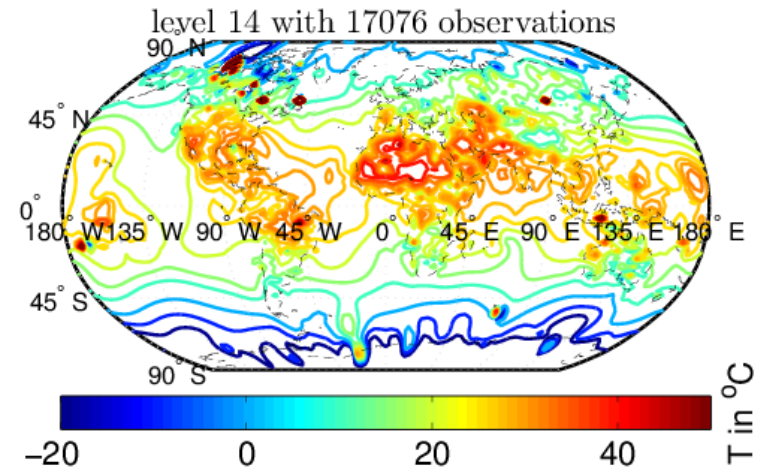 level 14 with 17076 observations
90° N
45° N
0°
180° W 135° W 90° W 45° W 0° 45° E 90° E 135° E 180° E
45° S
90° S
−20 0 20 40
T in °C